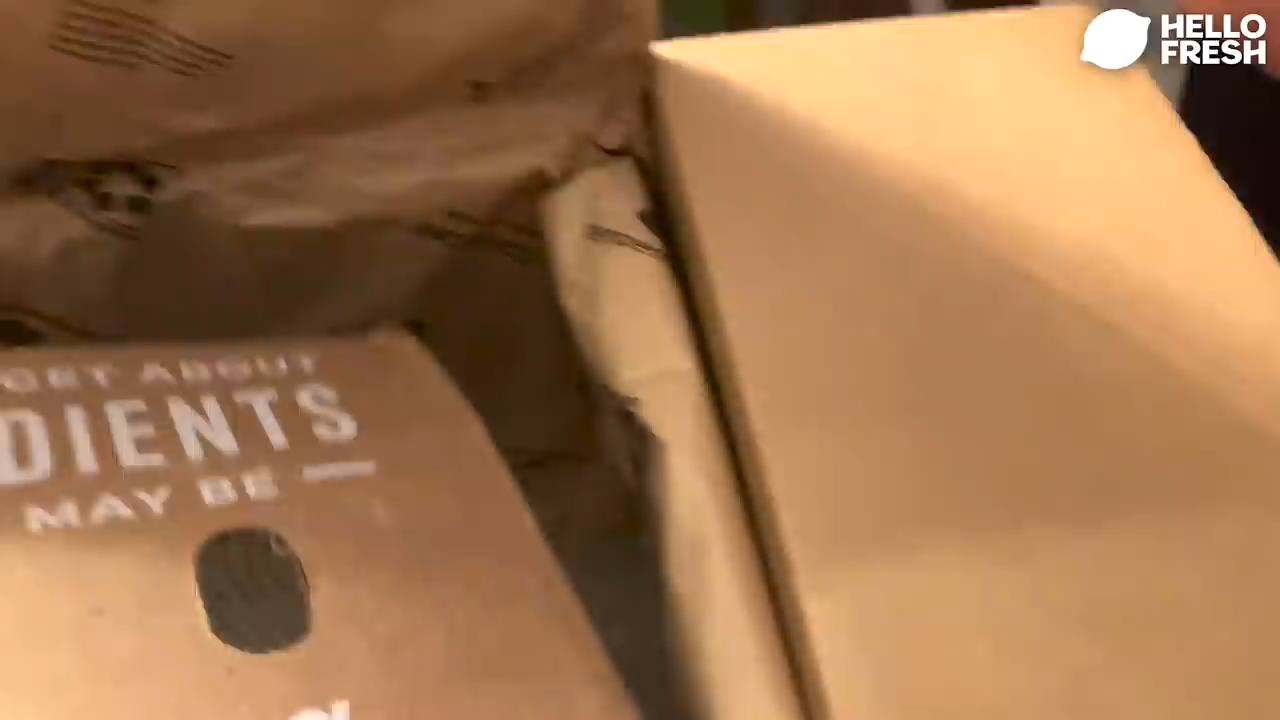 HELLO
FRESH
GET ABOUT
DIENTS
MAY BE —